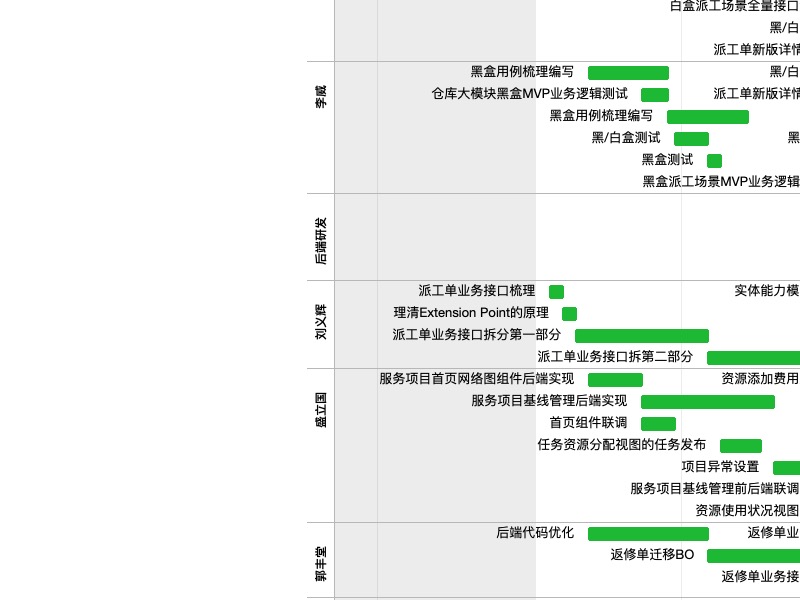 白盒派工场景全量接口
黑/白
派工单新版详情
李威
黑盒用例梳理编写
黑/白
仓库大模块黑盒MVP业务逻辑测试
派工单新版详情
黑盒用例梳理编写
黑/白盒测试
黑
黑盒测试
黑盒派工场景MVP业务逻辑
后端研发
刘义辉
派工单业务接口梳理
实体能力模
理清Extension Point的原理
派工单业务接口拆分第一部分
派工单业务接口拆第二部分
盛立国
服务项目首页网络图组件后端实现
资源添加费用
服务项目基线管理后端实现
首页组件联调
任务资源分配视图的任务发布
项目异常设置
服务项目基线管理前后端联调
资源使用状况视图
郭丰堂
后端代码优化
返修单业
返修单迁移BO
返修单业务接